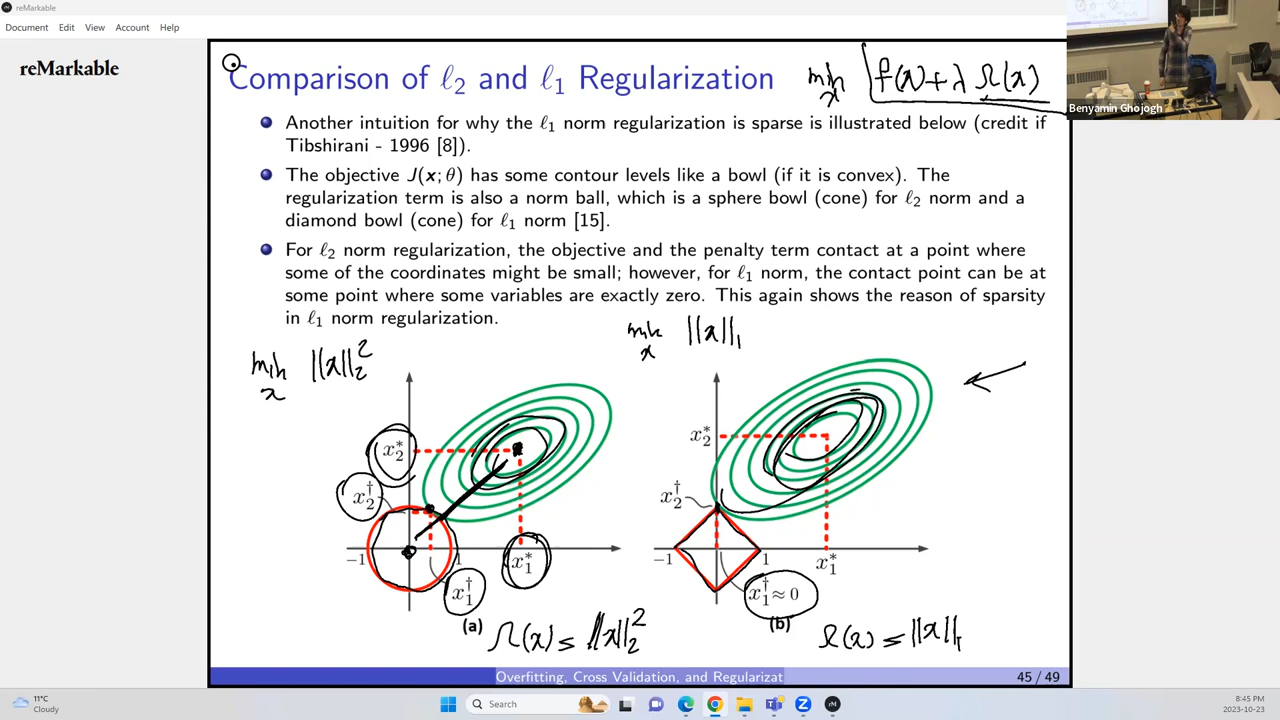 reMarkable
Document Edit View Account Help
reMarkable
Comparison of ℓ2 and ℓ1 Regularization
min x f(x) + λ Ω(x)
Benyamin Ghojogh
Another intuition for why the ℓ1 norm regularization is sparse is illustrated below (credit if
Tibshirani - 1996 [8]).
The objective J(x; θ) has some contour levels like a bowl (if it is convex). The
regularization term is also a norm ball, which is a sphere bowl (cone) for ℓ2 norm and a
diamond bowl (cone) for ℓ1 norm [15].
For ℓ2 norm regularization, the objective and the penalty term contact at a point where
some of the coordinates might be small; however, for ℓ1 norm, the contact point can be at
some point where some variables are exactly zero. This again shows the reason of sparsity
in ℓ1 norm regularization.
min x ||x||₂²
min x ||x||₁
x₂*
x₂†
−1
1
x₁*
x₁†
(a)
Ω(x) = ||x||₂²
x₂*
x₂†
−1
1
x₁*
x₁† ≈ 0
(b)
Ω(x) = ||x||₁
Overfitting, Cross Validation, and Regularizat
45 / 49
11°C
Cloudy
Search
8:45 PM
2023-10-23